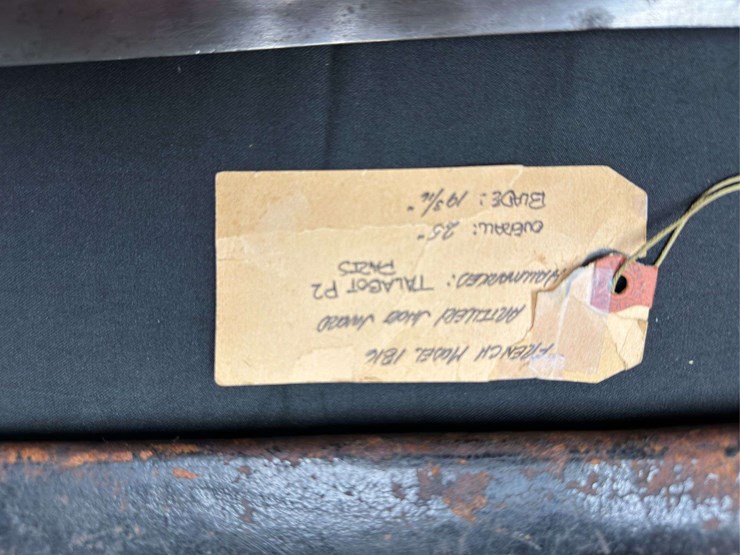 FRENCH MODEL 1816
ARTILLERY SHORT SWORD
HALLMARKED: TALABOT P2
PARIS
OVERALL: 25"
BLADE: 19 3/16"